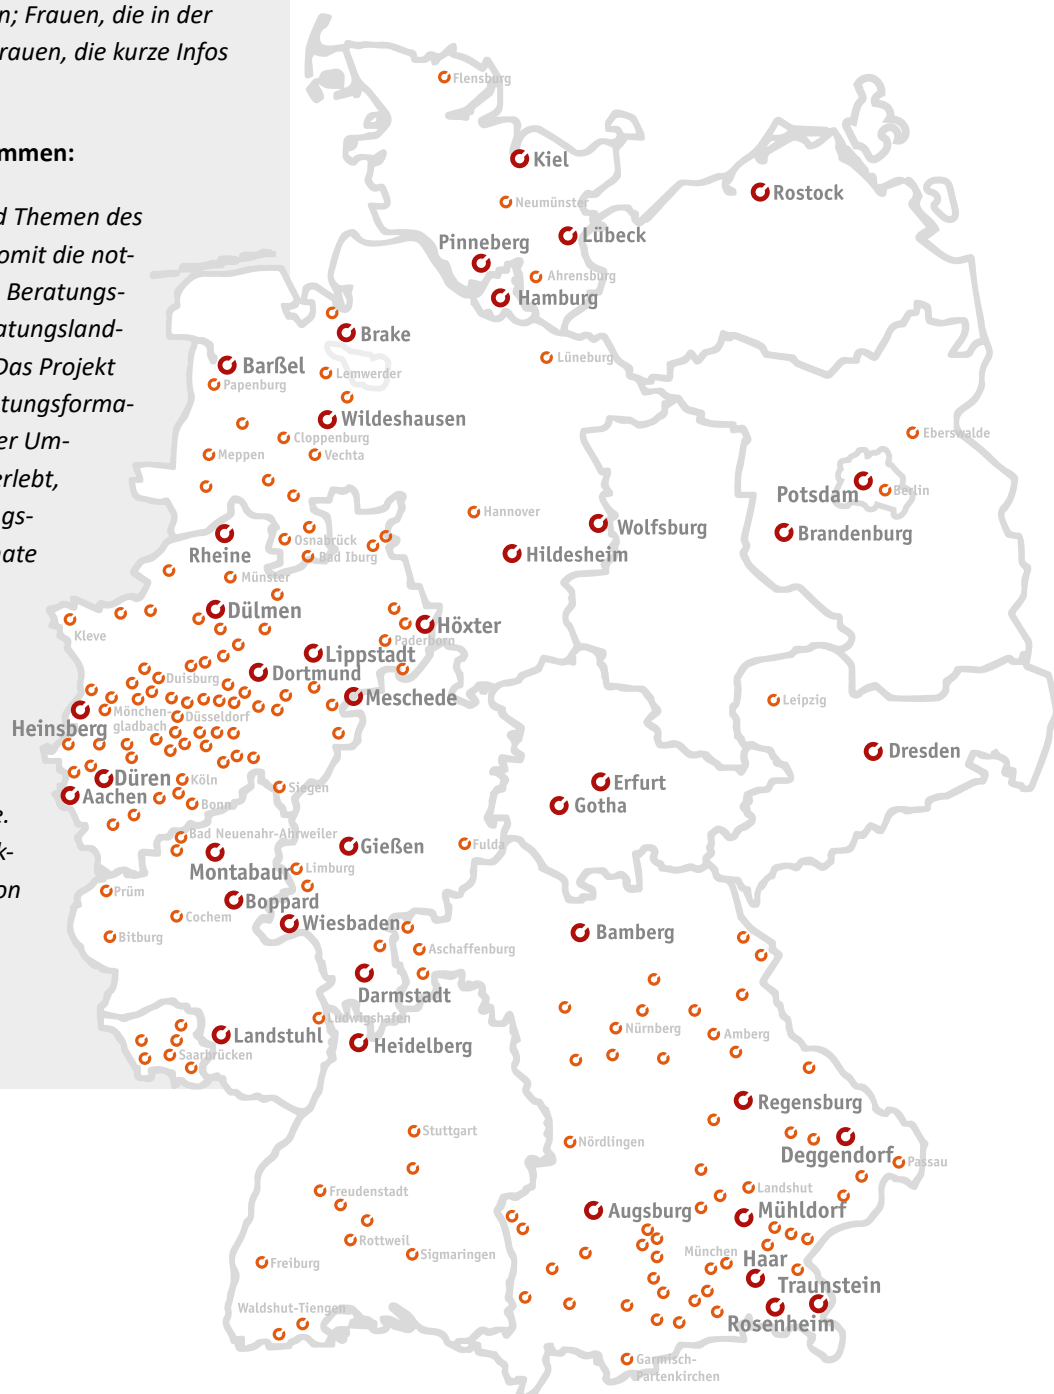 n; Frauen, die in der
rauen, die kurze Infos
mmen:
d Themen des
omit die not-
Beratungs-
atungsland-
Das Projekt
tungsforma-
er Um-
erlebt,
gs-
ate
e.
k-
on
Flensburg
Kiel
Rostock
Neumünster
Lübeck
Pinneberg
Ahrensburg
Hamburg
Brake
Lüneburg
Barßel
Lemwerder
Papenburg
Wildeshausen
Cloppenburg
Eberswalde
Meppen
Vechta
Potsdam
Berlin
Hannover
Wolfsburg
Brandenburg
Osnabrück
Rheine
Bad Iburg
Hildesheim
Münster
Dülmen
Höxter
Kleve
Paderborn
Lippstadt
Dortmund
Duisburg
Meschede
Leipzig
Mönchen-
gladbach
Düsseldorf
Heinsberg
Dresden
Düren
Köln
Erfurt
Siegen
Aachen
Bonn
Gotha
Bad Neuenahr-Ahrweiler
Gießen
Fulda
Montabaur
Limburg
Prüm
Boppard
Cochem
Wiesbaden
Bamberg
Bitburg
Aschaffenburg
Darmstadt
Ludwigshafen
Nürnberg
Amberg
Landstuhl
Heidelberg
Saarbrücken
Regensburg
Stuttgart
Nördlingen
Deggendorf
Passau
Freudenstadt
Landshut
Augsburg
Mühldorf
Rottweil
Sigmaringen
München
Haar
Freiburg
Traunstein
Waldshut-Tiengen
Rosenheim
Garmisch-
Partenkirchen